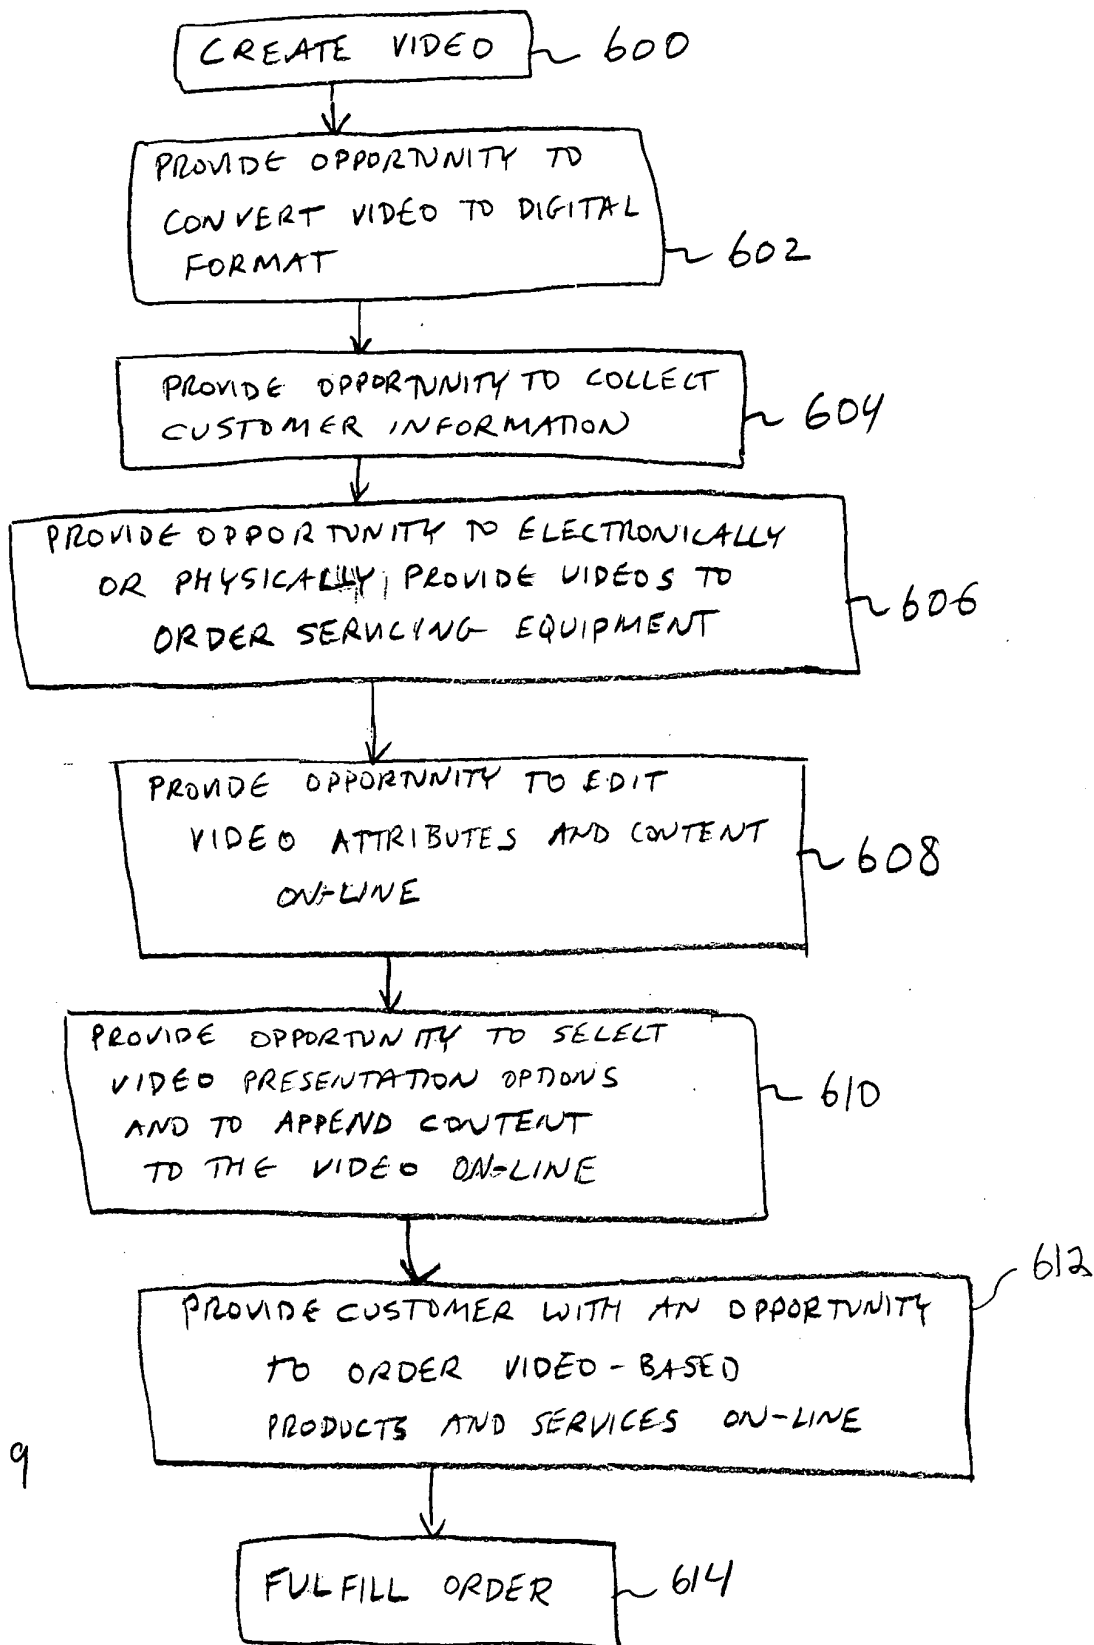 CREATE VIDEO 600
PROVIDE OPPORTUNITY TO
CONVERT VIDEO TO DIGITAL
FORMAT
602
PROVIDE OPPORTUNITY TO COLLECT
CUSTOMER INFORMATION
604
PROVIDE OPPORTUNITY TO ELECTRONICALLY
OR PHYSICALLY PROVIDE VIDEOS TO
ORDER SERVICING EQUIPMENT
606
PROVIDE OPPORTUNITY TO EDIT
VIDEO ATTRIBUTES AND CONTENT
ON-LINE
608
PROVIDE OPPORTUNITY TO SELECT
VIDEO PRESENTATION OPTIONS
AND TO APPEND CONTENT
TO THE VIDEO ON-LINE
610
612
PROVIDE CUSTOMER WITH AN OPPORTUNITY
TO ORDER VIDEO-BASED
PRODUCTS AND SERVICES ON-LINE
9
FULFILL ORDER 614